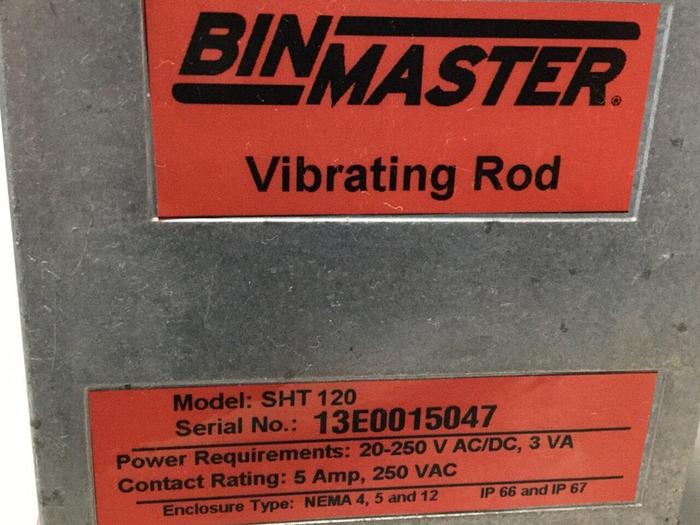 BINMASTER®
Vibrating Rod
Model: SHT 120
Serial No.: 13E0015047
Power Requirements: 20-250 V AC/DC, 3 VA
Contact Rating: 5 Amp, 250 VAC
Enclosure Type: NEMA 4, 5 and 12 IP 66 and IP 67